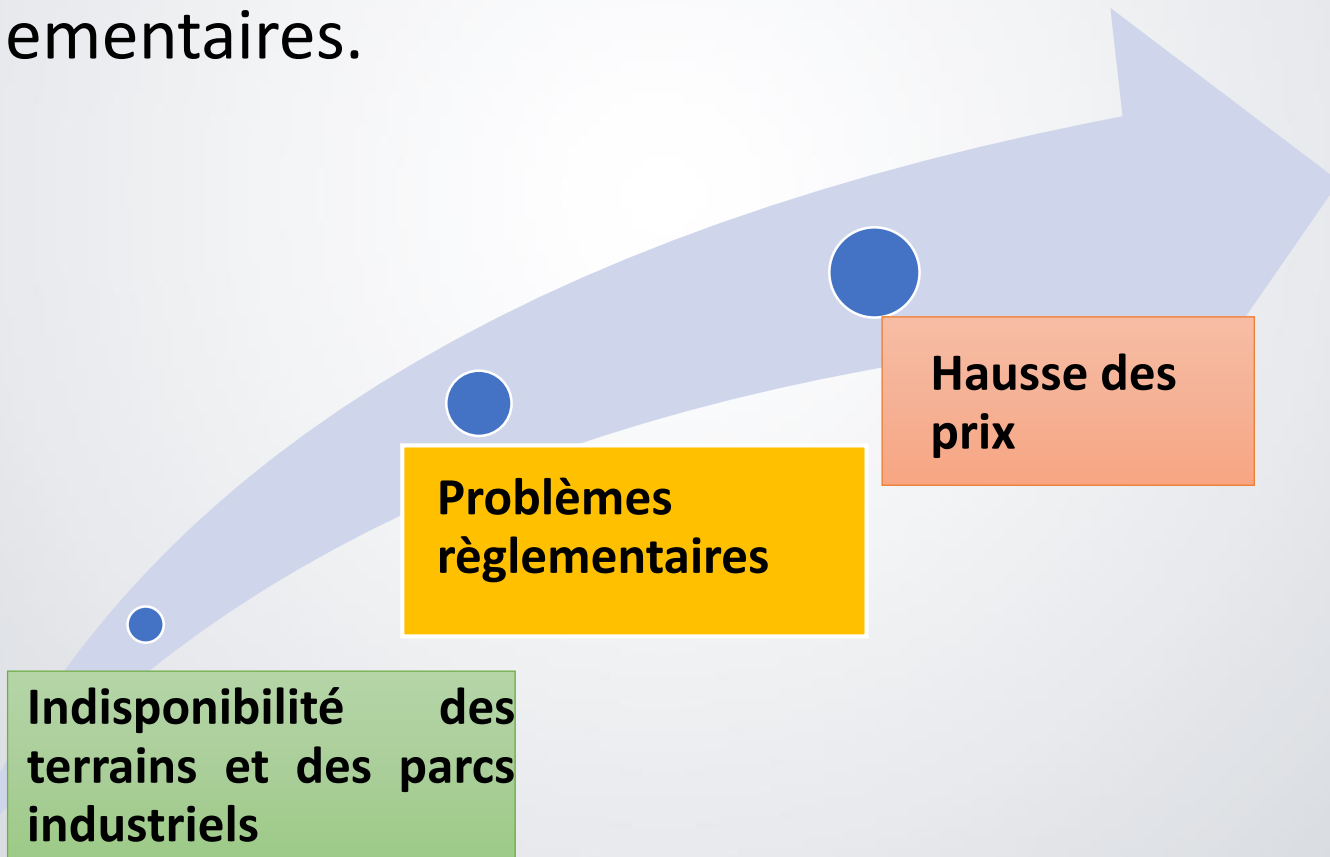 ementaires.
Hausse des
prix
Problèmes
règlementaires
Indisponibilité des
terrains et des parcs
industriels